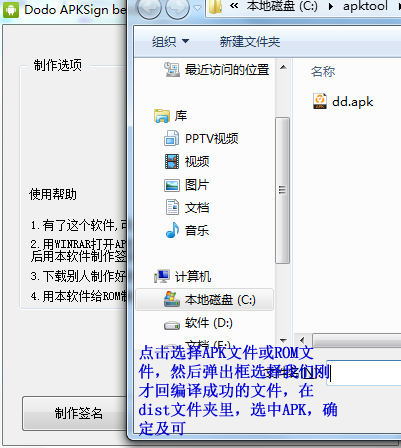 Dodo APKSign be
制作选项
使用帮助
1.有了这个软件,可
2.用WINRAR打开AP
后用本软件制作签
3.下载别人制作好
4.用本软件给ROM制
制作签名
« 本地磁盘 (C:) ▸ apktool
组织 新建文件夹
最近访问的位置
库
PPTV视频
视频
图片
文档
音乐
计算机
本地磁盘 (C:)
软件 (D:)
文档 (E:)
名称
dd.apk
点击选择APK文件或ROM文
件，然后弹出框选择我们刚
才回编译成功的文件，在
dist文件夹里，选中APK，确
定及可